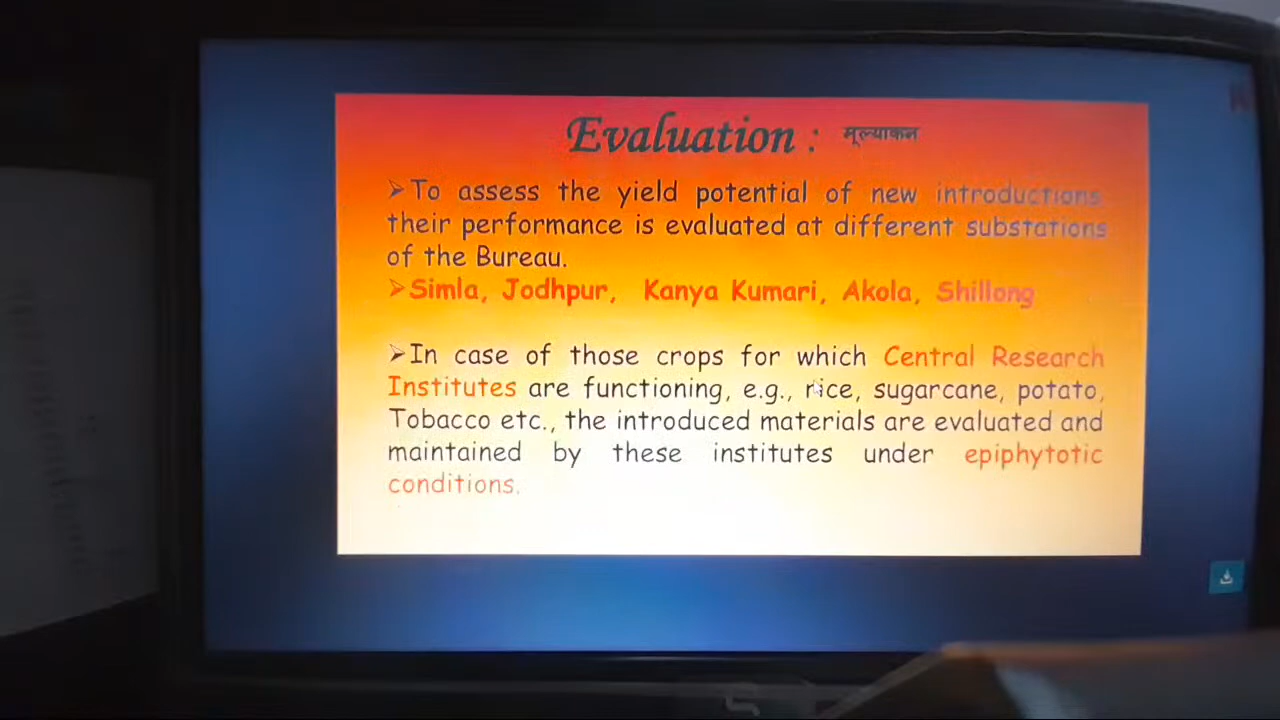 Evaluation : मूल्याकन
➢To assess the yield potential of new introductions,
their performance is evaluated at different substations
of the Bureau.
➢Simla, Jodhpur, Kanya Kumari, Akola, Shillong
➢In case of those crops for which Central Research
Institutes are functioning, e.g., rice, sugarcane, potato,
Tobacco etc., the introduced materials are evaluated and
maintained by these institutes under epiphytotic
conditions.